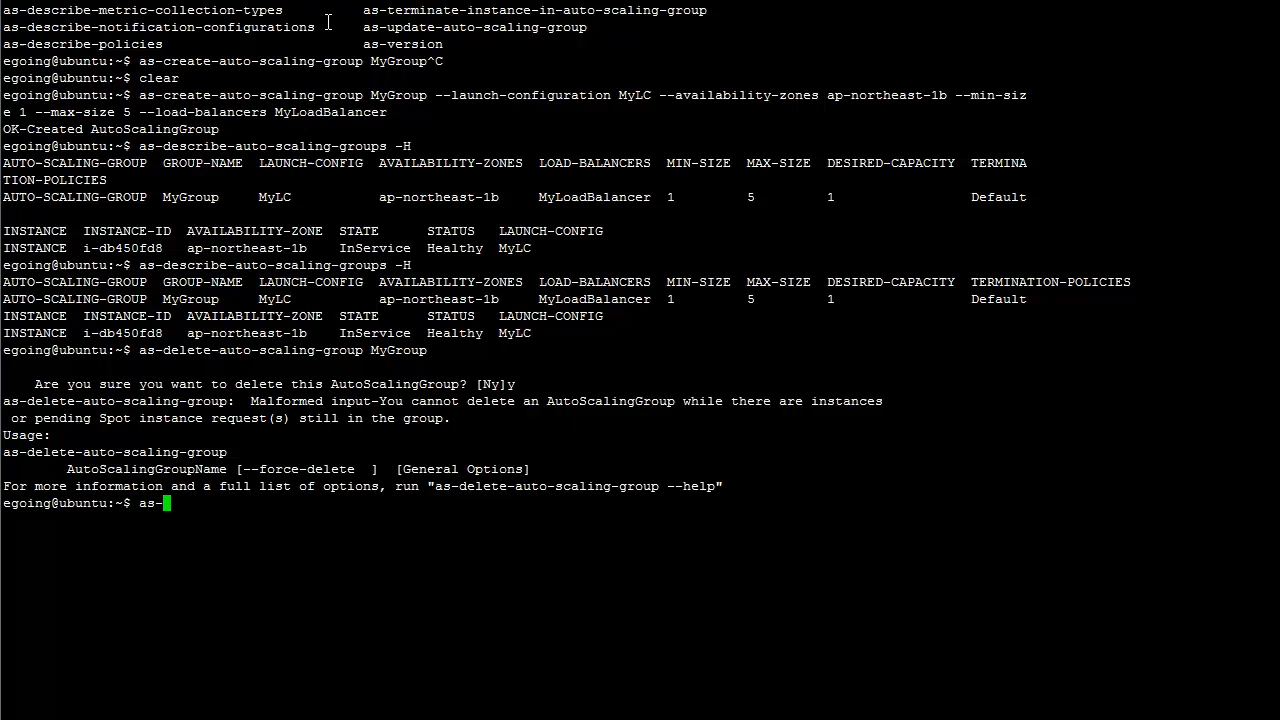 as-describe-metric-collection-types          as-terminate-instance-in-auto-scaling-group
as-describe-notification-configurations      as-update-auto-scaling-group
as-describe-policies                         as-version
egoing@ubuntu:~$ as-create-auto-scaling-group MyGroup^C
egoing@ubuntu:~$ clear
egoing@ubuntu:~$ as-create-auto-scaling-group MyGroup --launch-configuration MyLC --availability-zones ap-northeast-1b --min-siz
e 1 --max-size 5 --load-balancers MyLoadBalancer
OK-Created AutoScalingGroup
egoing@ubuntu:~$ as-describe-auto-scaling-groups -H
AUTO-SCALING-GROUP  GROUP-NAME  LAUNCH-CONFIG  AVAILABILITY-ZONES  LOAD-BALANCERS  MIN-SIZE  MAX-SIZE  DESIRED-CAPACITY  TERMINA
TION-POLICIES
AUTO-SCALING-GROUP  MyGroup     MyLC           ap-northeast-1b     MyLoadBalancer  1         5         1                 Default
INSTANCE  INSTANCE-ID  AVAILABILITY-ZONE  STATE      STATUS   LAUNCH-CONFIG
INSTANCE  i-db450fd8   ap-northeast-1b    InService  Healthy  MyLC
egoing@ubuntu:~$ as-describe-auto-scaling-groups -H
AUTO-SCALING-GROUP  GROUP-NAME  LAUNCH-CONFIG  AVAILABILITY-ZONES  LOAD-BALANCERS  MIN-SIZE  MAX-SIZE  DESIRED-CAPACITY  TERMINATION-POLICIES
AUTO-SCALING-GROUP  MyGroup     MyLC           ap-northeast-1b     MyLoadBalancer  1         5         1                 Default
INSTANCE  INSTANCE-ID  AVAILABILITY-ZONE  STATE      STATUS   LAUNCH-CONFIG
INSTANCE  i-db450fd8   ap-northeast-1b    InService  Healthy  MyLC
egoing@ubuntu:~$ as-delete-auto-scaling-group MyGroup
    Are you sure you want to delete this AutoScalingGroup? [Ny]y
as-delete-auto-scaling-group:  Malformed input-You cannot delete an AutoScalingGroup while there are instances
 or pending Spot instance request(s) still in the group.
Usage:
as-delete-auto-scaling-group
        AutoScalingGroupName [--force-delete  ]  [General Options]
For more information and a full list of options, run "as-delete-auto-scaling-group --help"
egoing@ubuntu:~$ as-